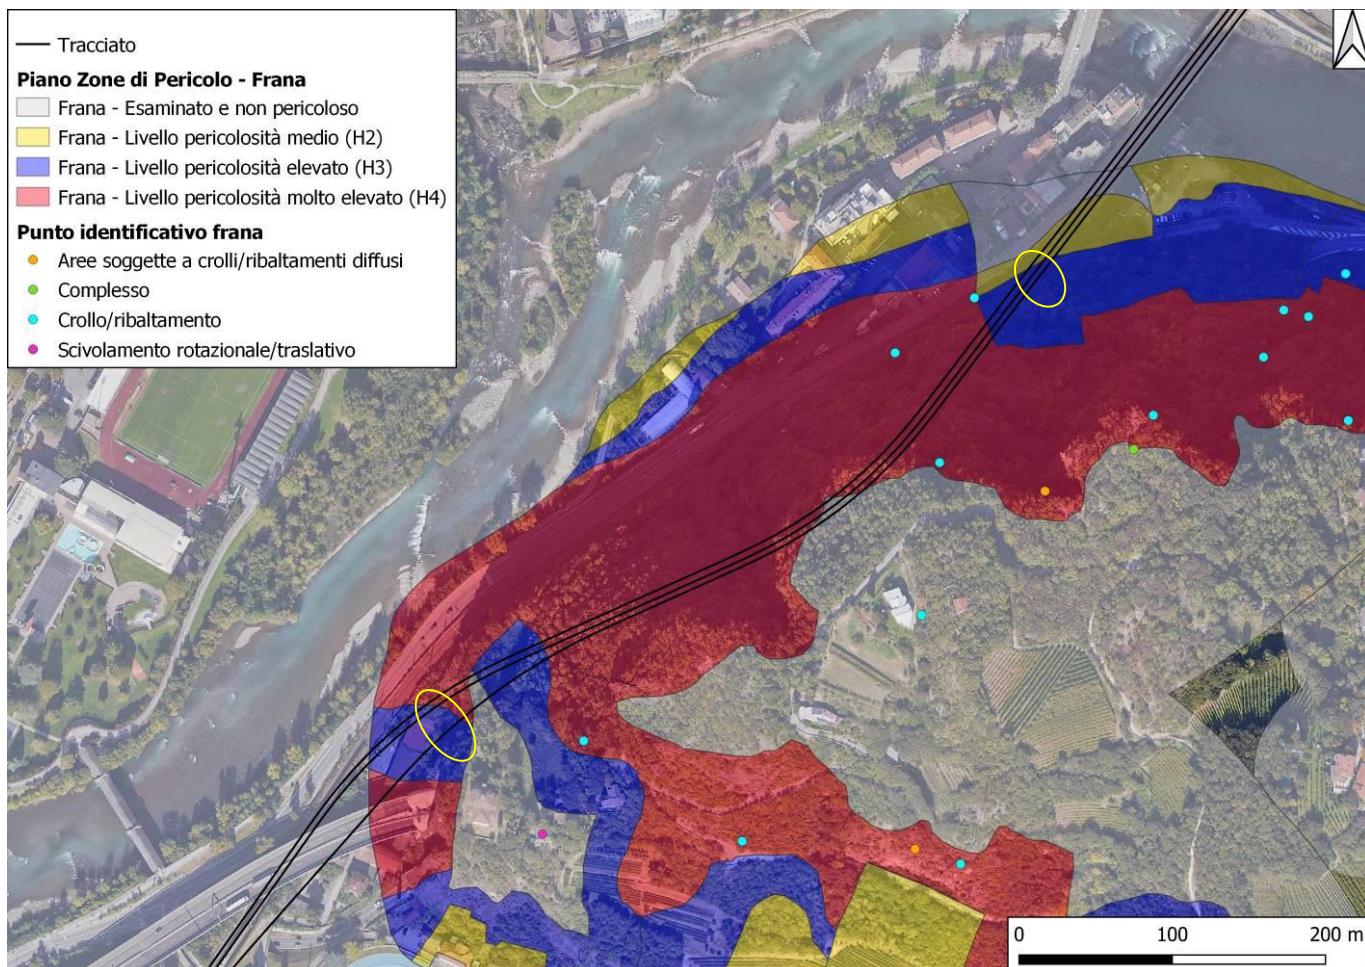 Tracciato
Piano Zone di Pericolo - Frana
Frana - Esaminato e non pericoloso
Frana - Livello pericolosità medio (H2)
Frana - Livello pericolosità elevato (H3)
Frana - Livello pericolosità molto elevato (H4)
Punto identificativo frana
Aree soggette a crolli/ribaltamenti diffusi
Complesso
Crollo/ribaltamento
Scivolamento rotazionale/traslativo
0 100 200 m